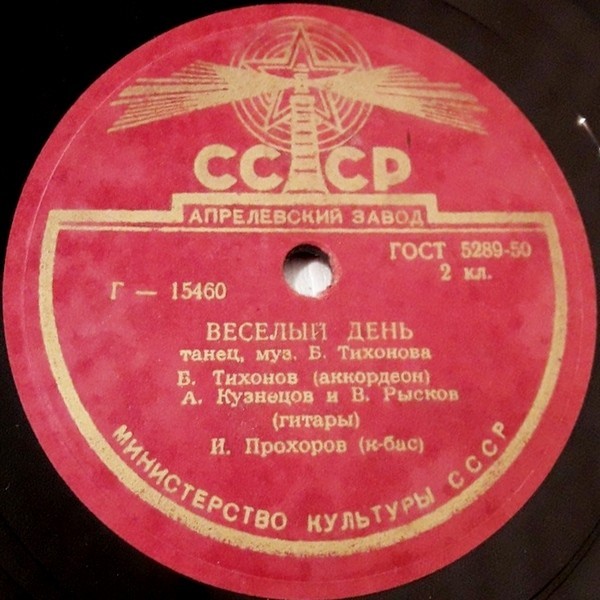 СССР
АПРЕЛЕВСКИЙ ЗАВОД
ГОСТ 5289-50
2 кл.
Г — 15460
ВЕСЕЛЫЙ ДЕНЬ
танец, муз. Б. Тихонова
Б. Тихонов (аккордеон)
А. Кузнецов и В. Рысков
(гитары)
И. Прохоров (к-бас)
МИНИСТЕРСТВО КУЛЬТУРЫ СССР